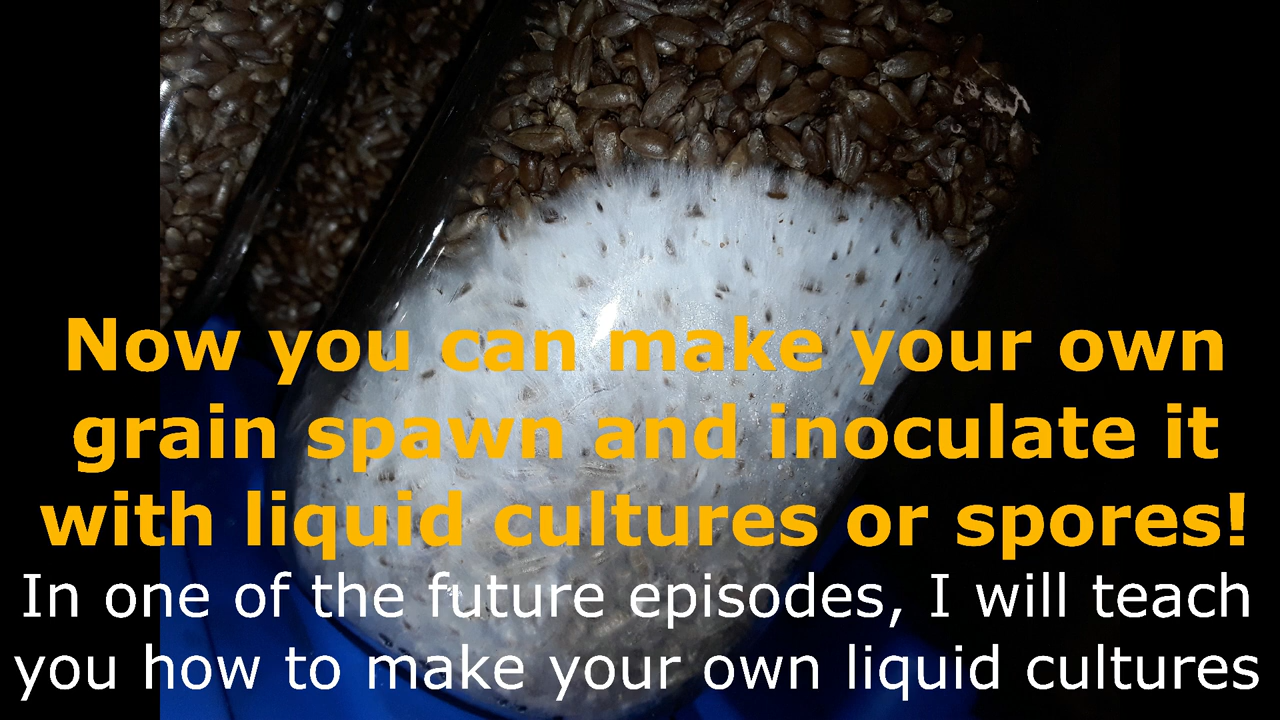 Now you can make your own
grain spawn and inoculate it
with liquid cultures or spores!
In one of the future episodes, I will teach
you how to make your own liquid cultures